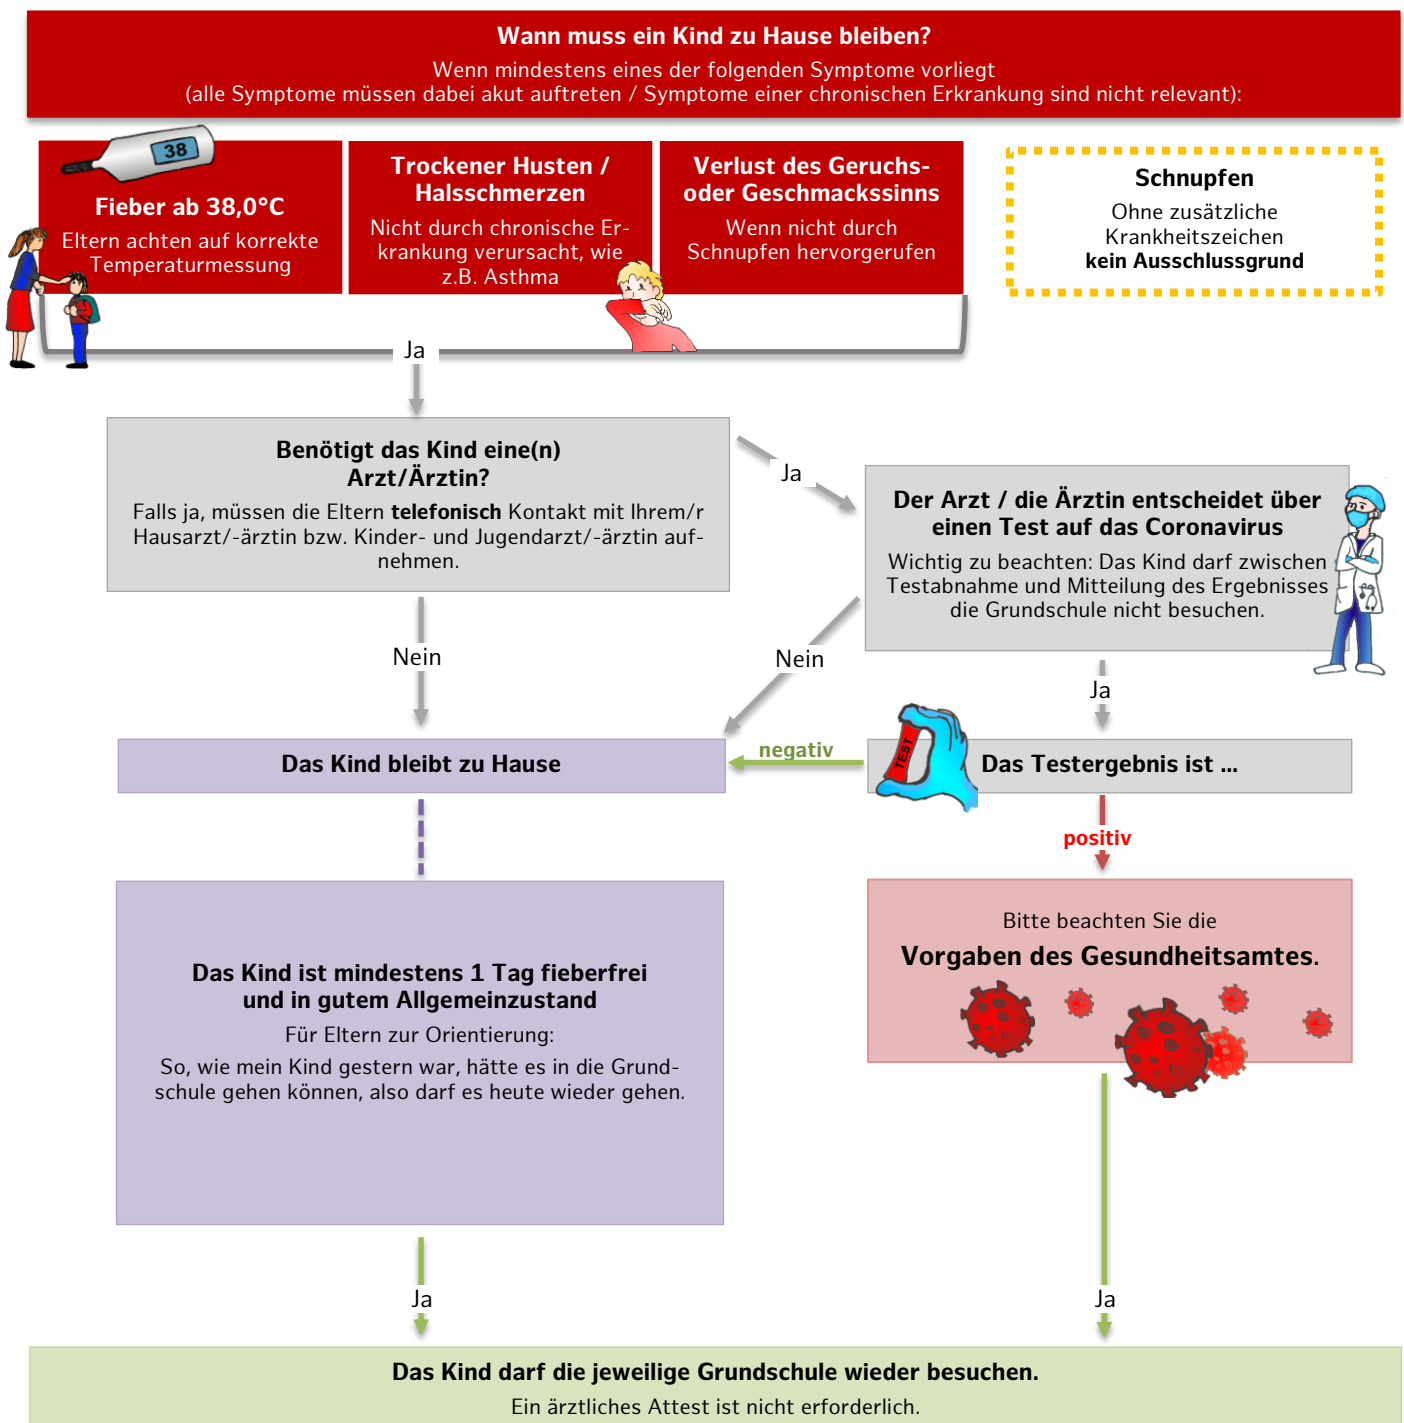 Wann muss ein Kind zu Hause bleiben?
Wenn mindestens eines der folgenden Symptome vorliegt
(alle Symptome müssen dabei akut auftreten / Symptome einer chronischen Erkrankung sind nicht relevant):
38
Fieber ab 38,0°C
Eltern achten auf korrekte
Temperaturmessung
Trockener Husten /
Halsschmerzen
Nicht durch chronische Er-
krankung verursacht, wie
z.B. Asthma
Verlust des Geruchs-
oder Geschmackssinns
Wenn nicht durch
Schnupfen hervorgerufen
Schnupfen
Ohne zusätzliche
Krankheitszeichen
kein Ausschlussgrund
Ja
Benötigt das Kind eine(n)
Arzt/Ärztin?
Falls ja, müssen die Eltern telefonisch Kontakt mit Ihrem/r
Hausarzt/-ärztin bzw. Kinder- und Jugendarzt/-ärztin auf-
nehmen.
Ja
Der Arzt / die Ärztin entscheidet über
einen Test auf das Coronavirus
Wichtig zu beachten: Das Kind darf zwischen
Testabnahme und Mitteilung des Ergebnisses
die Grundschule nicht besuchen.
Nein
Nein
Ja
Das Kind bleibt zu Hause
negativ
TEST
Das Testergebnis ist ...
positiv
Das Kind ist mindestens 1 Tag fieberfrei
und in gutem Allgemeinzustand
Für Eltern zur Orientierung:
So, wie mein Kind gestern war, hätte es in die Grund-
schule gehen können, also darf es heute wieder gehen.
Bitte beachten Sie die
Vorgaben des Gesundheitsamtes.
Ja
Ja
Das Kind darf die jeweilige Grundschule wieder besuchen.
Ein ärztliches Attest ist nicht erforderlich.